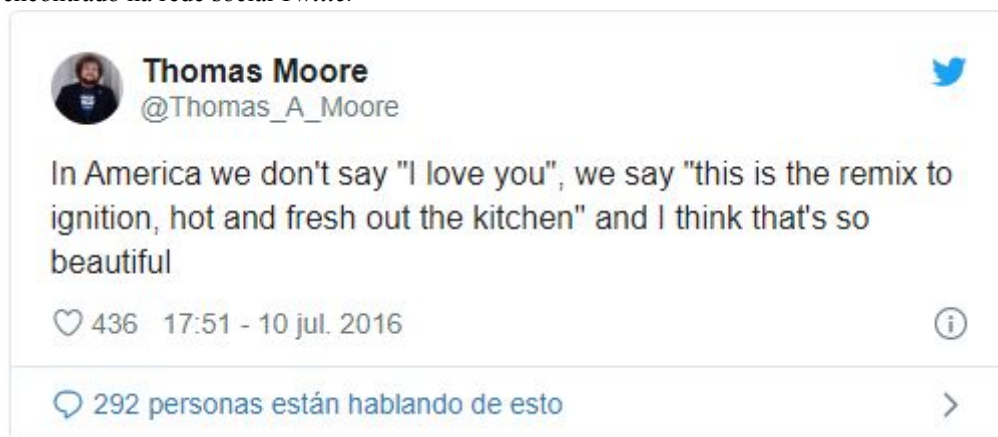 encontrado na rede social Twitter
Thomas Moore
@Thomas_A_Moore
In America we don't say "I love you", we say "this is the remix to
ignition, hot and fresh out the kitchen" and I think that's so
beautiful
436 17:51 - 10 jul. 2016
292 personas están hablando de esto